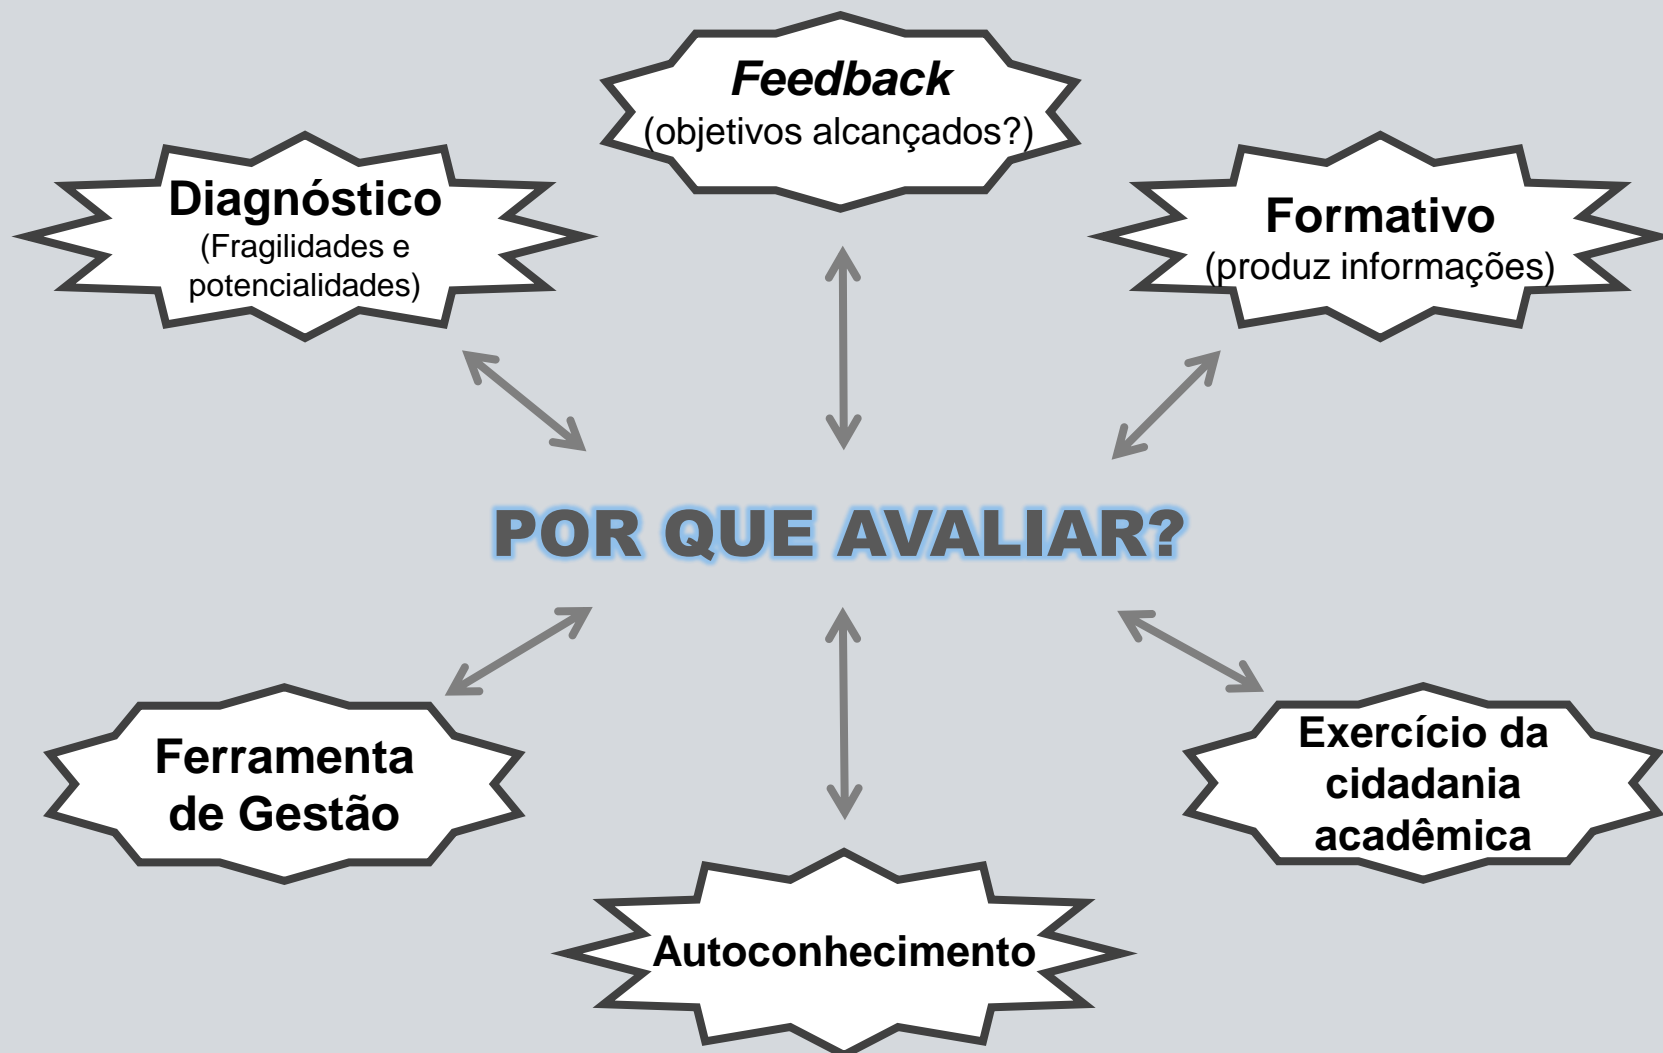 Feedback
(objetivos alcançados?)
Diagnóstico
(Fragilidades e
potencialidades)
Formativo
(produz informações)
POR QUE AVALIAR?
Ferramenta
de Gestão
Exercício da
cidadania
acadêmica
Autoconhecimento